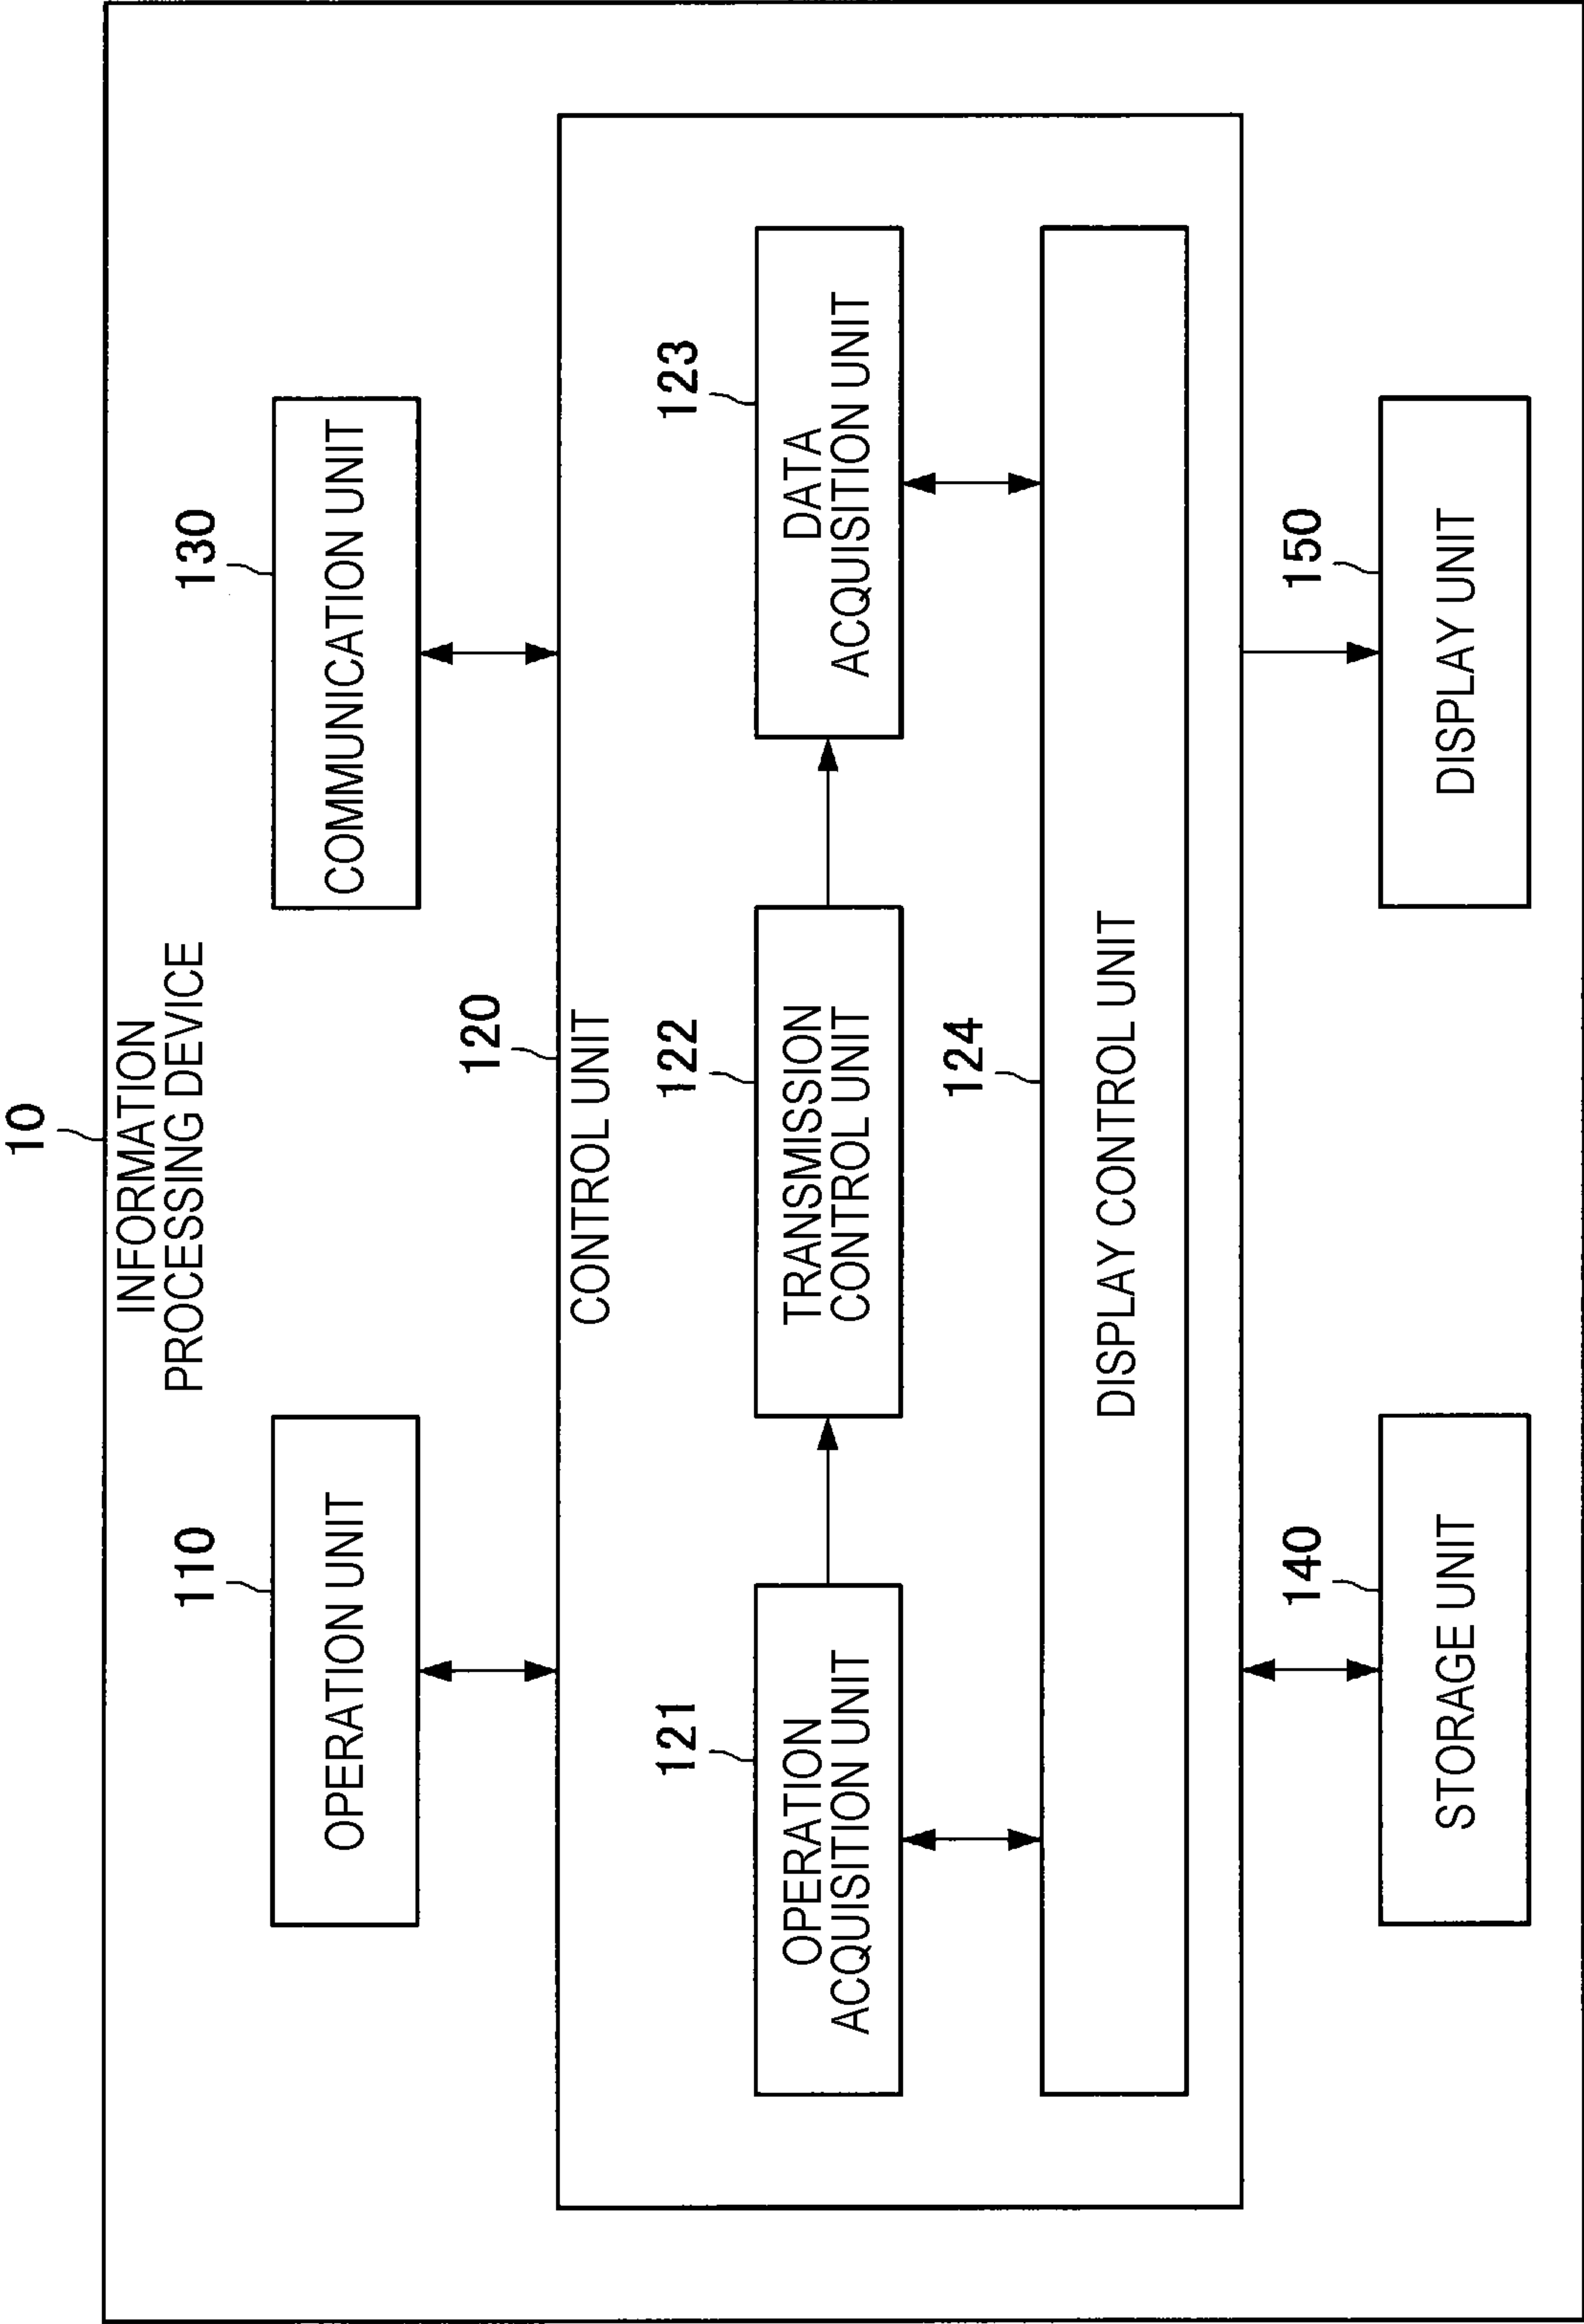 10
INFORMATION
PROCESSING DEVICE
110
OPERATION UNIT
130
COMMUNICATION UNIT
120
CONTROL UNIT
121
OPERATION
ACQUISITION UNIT
122
TRANSMISSION
CONTROL UNIT
123
DATA
ACQUISITION UNIT
124
DISPLAY CONTROL UNIT
140
STORAGE UNIT
150
DISPLAY UNIT